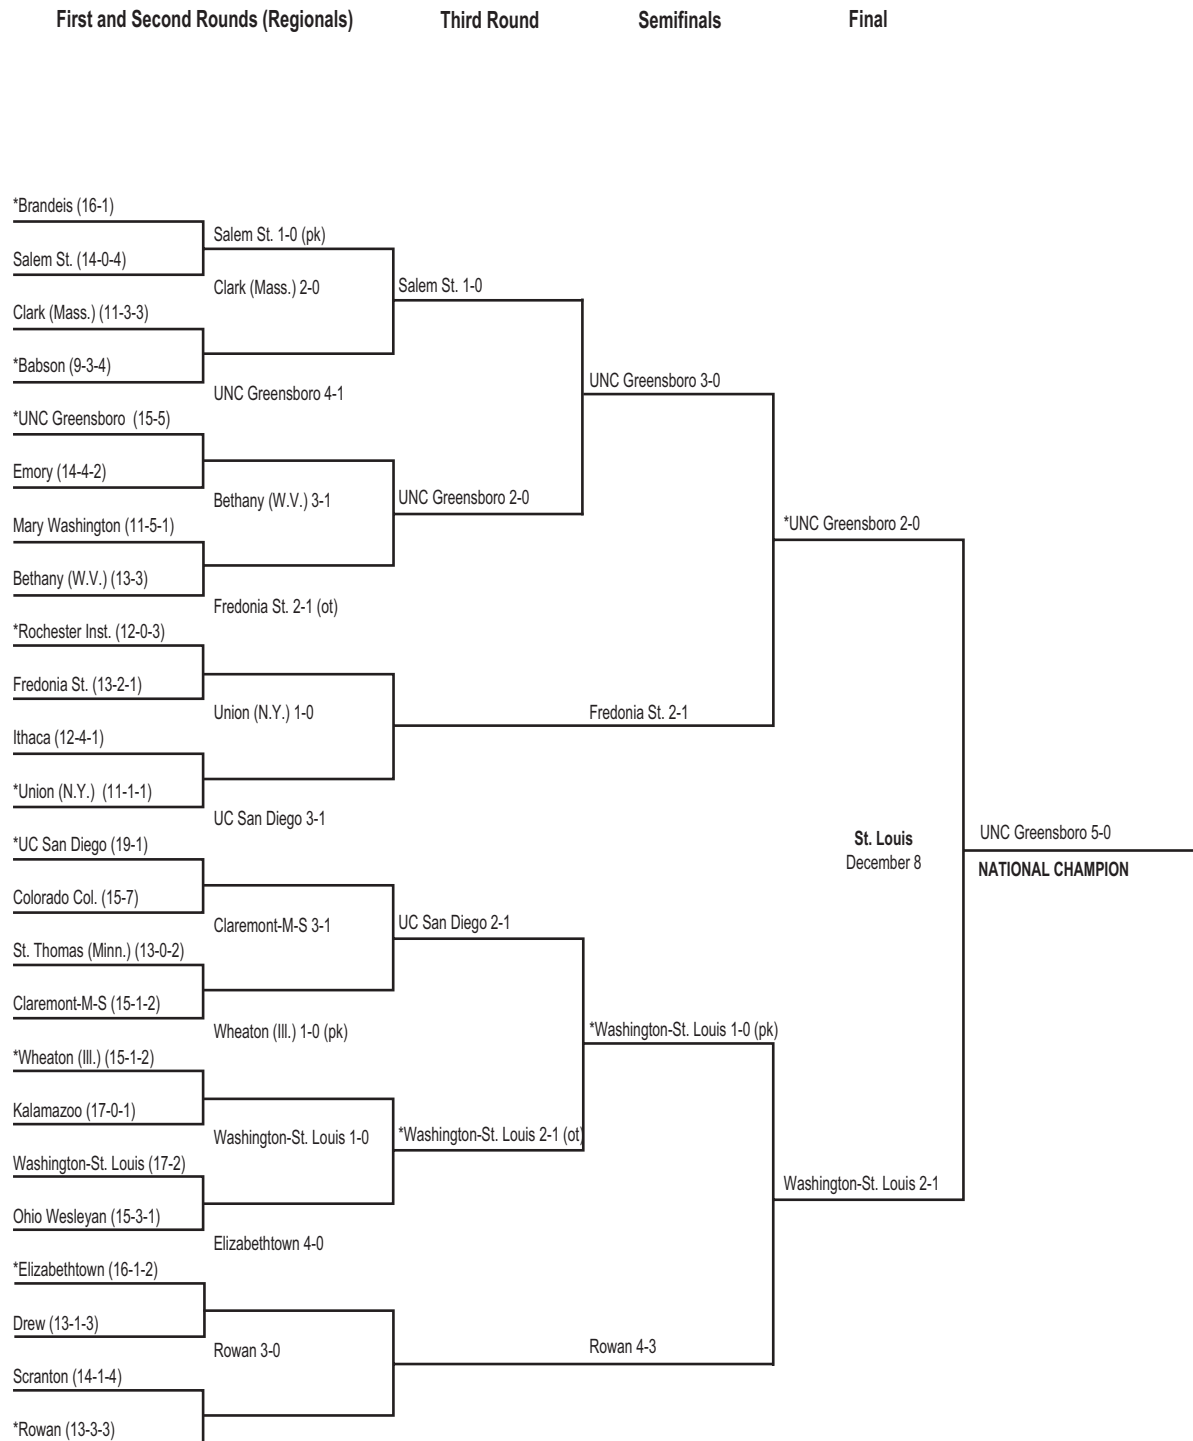 First and Second Rounds (Regionals) Third Round Semifinals Final
*Brandeis (16-1)
Salem St. 1-0 (pk)
Salem St. (14-0-4)
Clark (Mass.) 2-0
Salem St. 1-0
Clark (Mass.) (11-3-3)
*Babson (9-3-4)
UNC Greensboro 3-0
UNC Greensboro 4-1
*UNC Greensboro (15-5)
Emory (14-4-2)
Bethany (W.V.) 3-1
UNC Greensboro 2-0
Mary Washington (11-5-1)
*UNC Greensboro 2-0
Bethany (W.V.) (13-3)
Fredonia St. 2-1 (ot)
*Rochester Inst. (12-0-3)
Fredonia St. (13-2-1)
Union (N.Y.) 1-0
Fredonia St. 2-1
Ithaca (12-4-1)
*Union (N.Y.) (11-1-1)
UC San Diego 3-1
St. Louis
December 8
UNC Greensboro 5-0
NATIONAL CHAMPION
*UC San Diego (19-1)
Colorado Col. (15-7)
Claremont-M-S 3-1
UC San Diego 2-1
St. Thomas (Minn.) (13-0-2)
Claremont-M-S (15-1-2)
Wheaton (Ill.) 1-0 (pk)
*Washington-St. Louis 1-0 (pk)
*Wheaton (Ill.) (15-1-2)
Kalamazoo (17-0-1)
Washington-St. Louis 1-0
*Washington-St. Louis 2-1 (ot)
Washington-St. Louis (17-2)
Washington-St. Louis 2-1
Ohio Wesleyan (15-3-1)
Elizabethtown 4-0
*Elizabethtown (16-1-2)
Drew (13-1-3)
Rowan 3-0
Rowan 4-3
Scranton (14-1-4)
*Rowan (13-3-3)